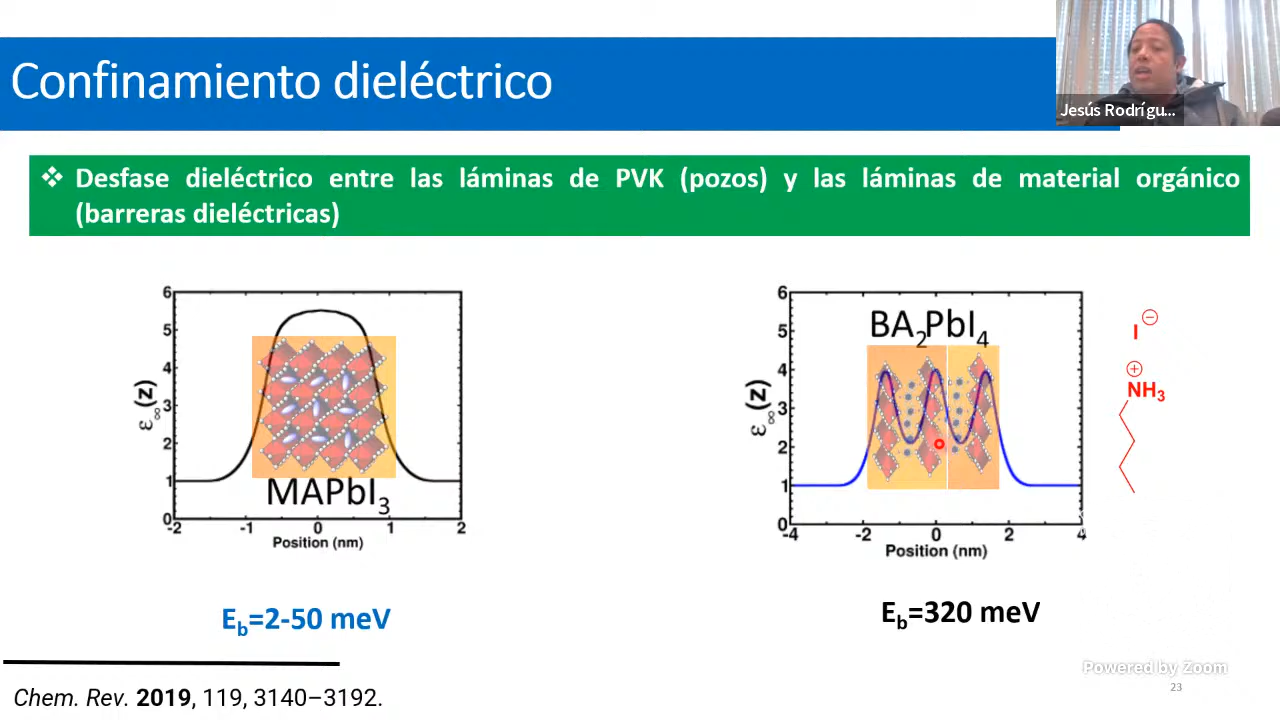 Confinamiento dieléctrico
Jesús Rodrígu...
❖ Desfase dieléctrico entre las láminas de PVK (pozos) y las láminas de material orgánico
(barreras dieléctricas)
6
5
4
3
2
1
0
ε∞(z)
MAPbI3
-2 -1 0 1 2
Position (nm)
6
5
4
3
2
1
0
ε∞(z)
BA2PbI4
-4 -2 0 2 4
Position (nm)
I −
+
NH3
Eb=2-50 meV
Eb=320 meV
Powered by Zoom
Chem. Rev. 2019, 119, 3140–3192.
23